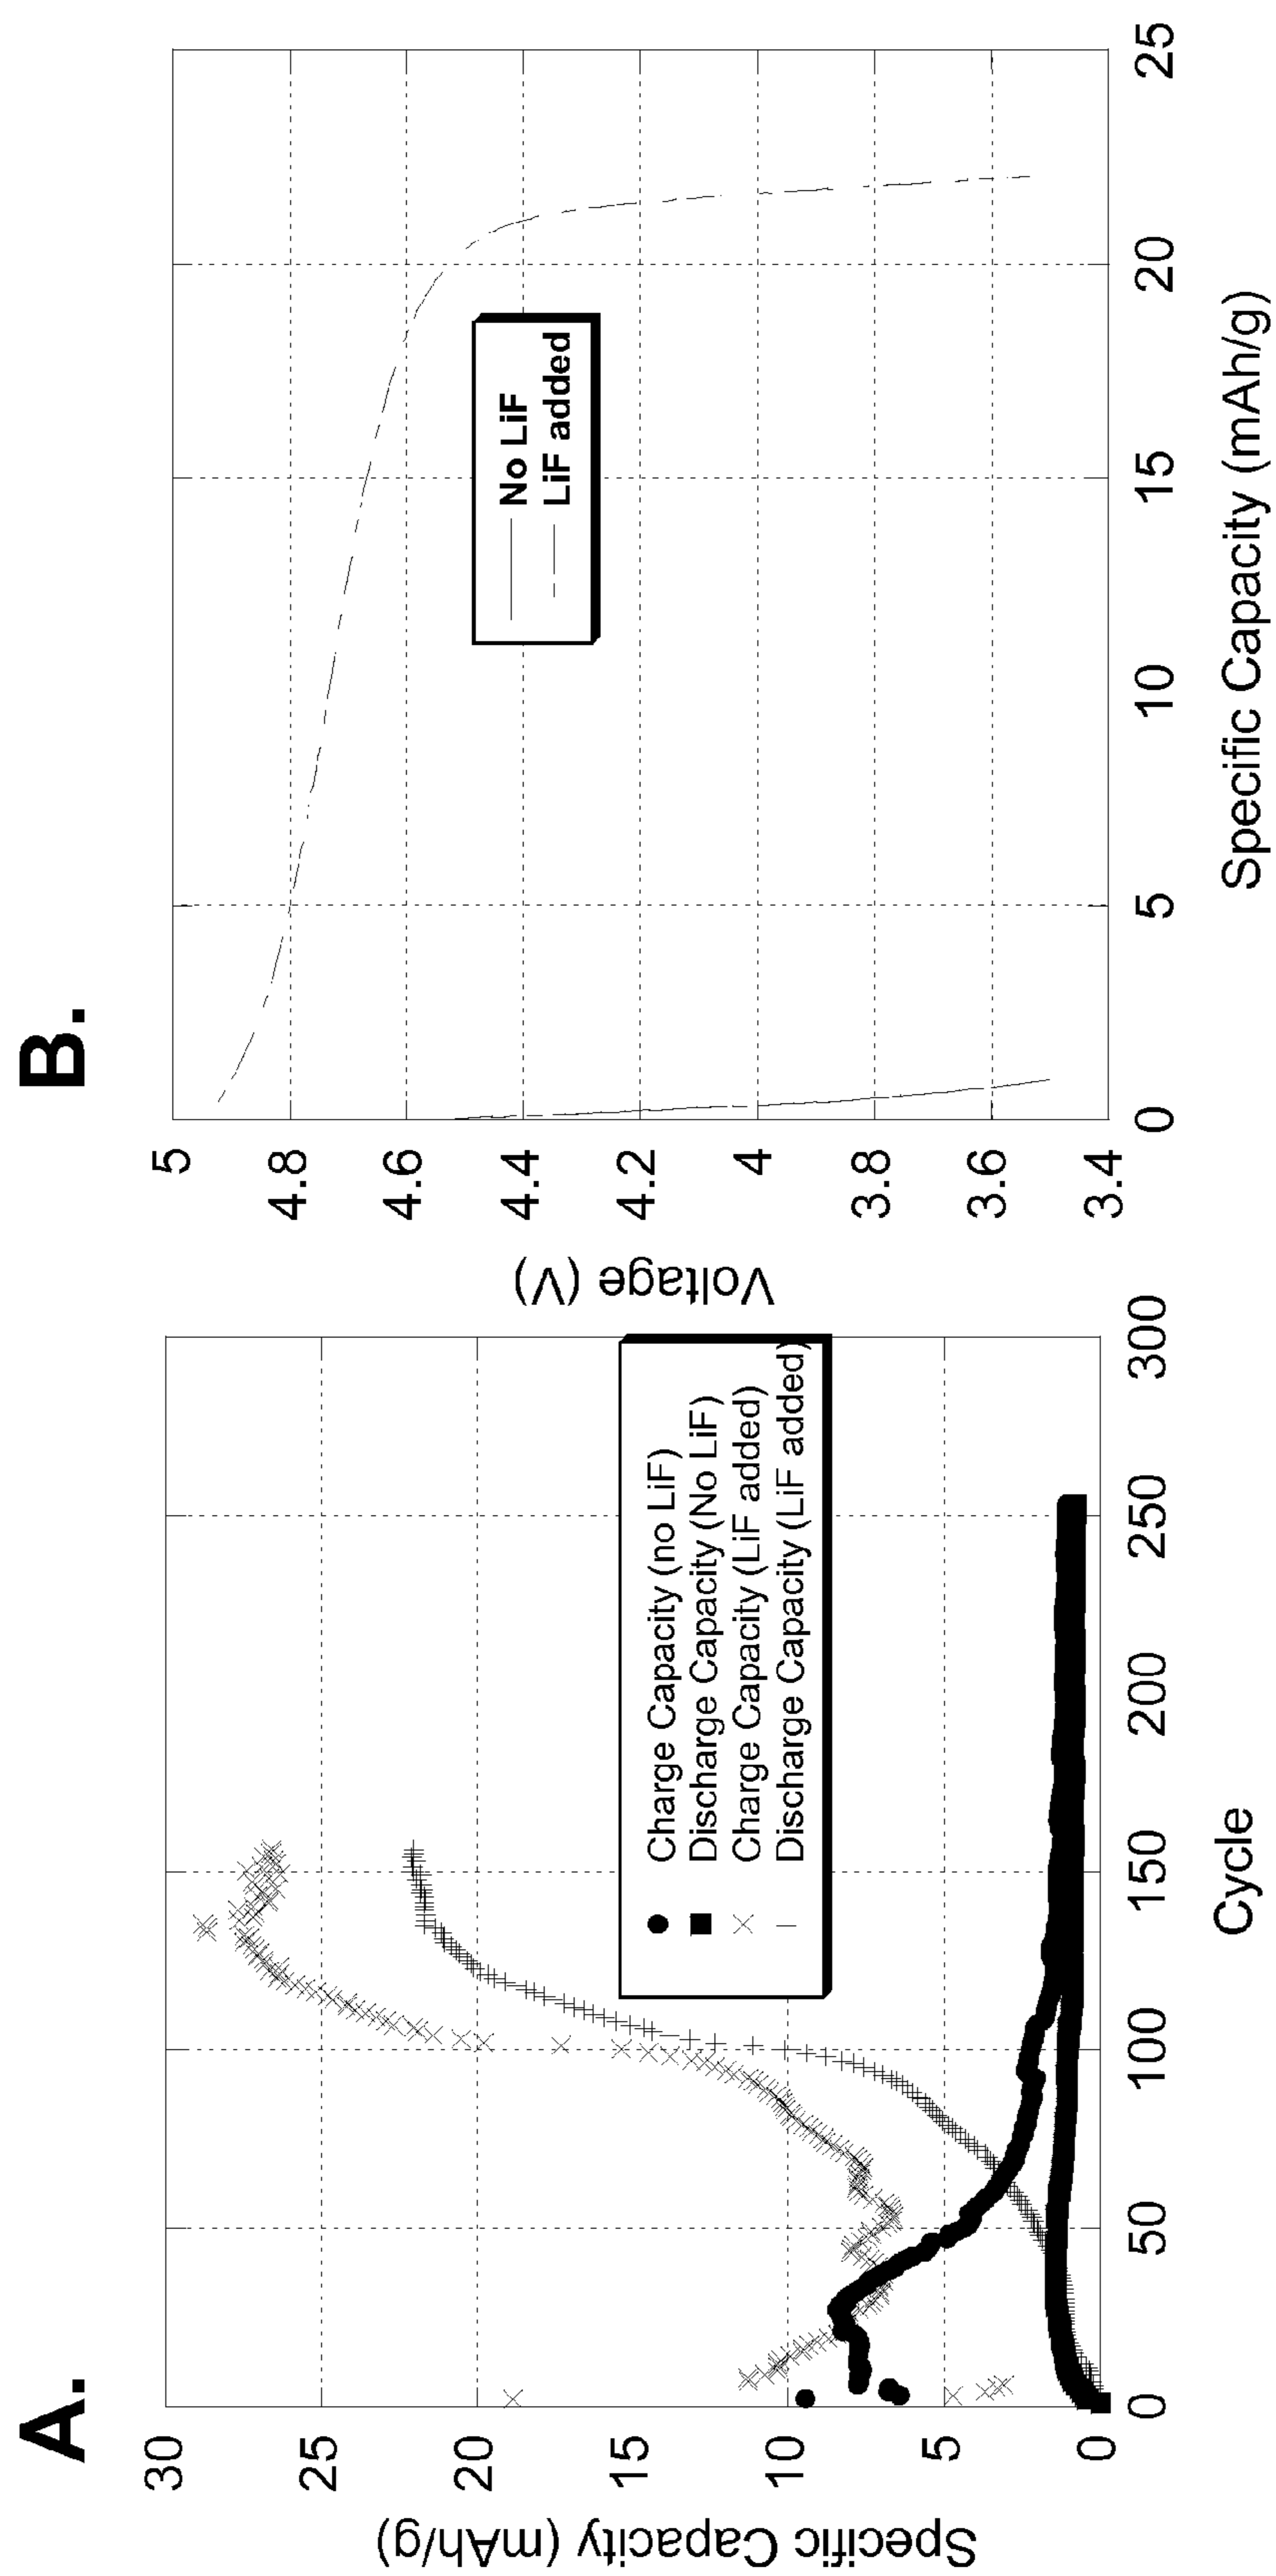 A.
Specific Capacity (mAh/g)
30
25
20
15
10
5
0
0
50
100
150
200
250
300
Cycle
Charge Capacity (no LiF)
Discharge Capacity (No LiF)
Charge Capacity (LiF added)
Discharge Capacity (LiF added)
B.
Voltage (V)
5
4.8
4.6
4.4
4.2
4
3.8
3.6
3.4
0
5
10
15
20
25
Specific Capacity (mAh/g)
No LiF
LiF added